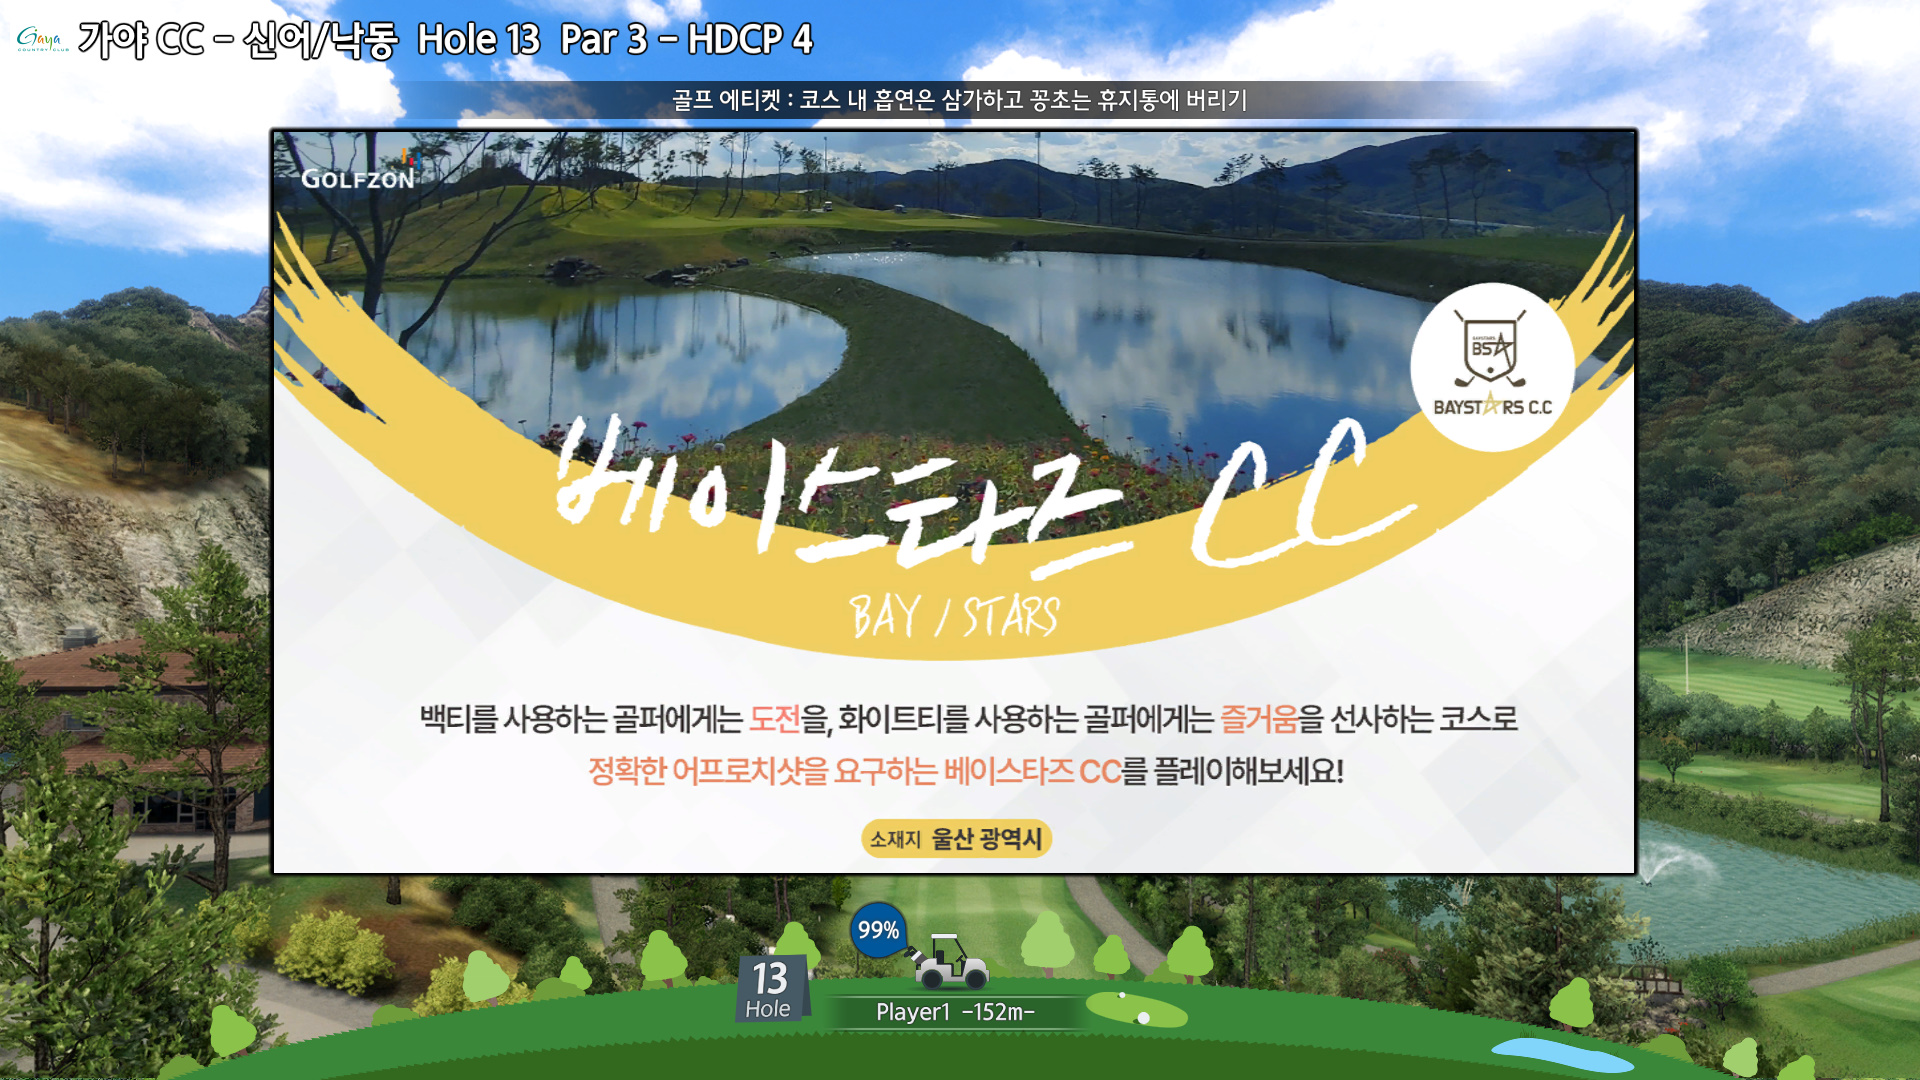 Gaya
COUNTRY CLUB
가야 CC - 신어/낙동 Hole 13 Par 3 - HDCP 4
골프 에티켓 : 코스 내 흡연은 삼가하고 꽁초는 휴지통에 버리기
GOLFZON
BAYSTARS
BS
BAYSTARS C.C
베이스타즈 CC
BAY / STARS
백티를 사용하는 골퍼에게는 도전을, 화이트티를 사용하는 골퍼에게는 즐거움을 선사하는 코스로
정확한 어프로치샷을 요구하는 베이스타즈 CC를 플레이해보세요!
소재지 울산 광역시
99%
13
Hole
Player1 -152m-